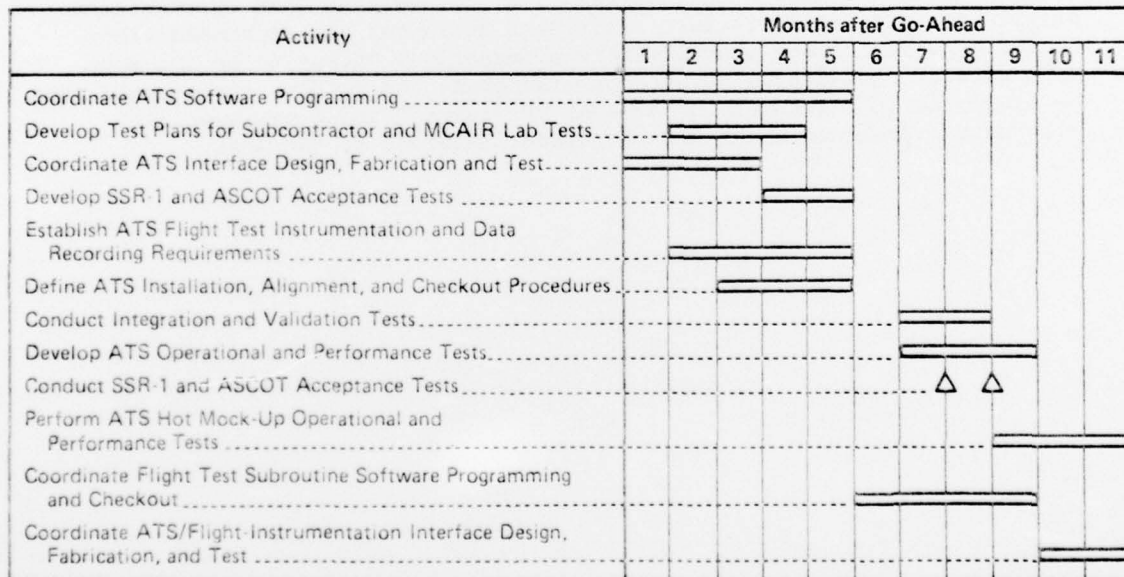 Activity
Months after Go-Ahead
1 2 3 4 5 6 7 8 9 10 11
Coordinate ATS Software Programming
Develop Test Plans for Subcontractor and MCAIR Lab Tests
Coordinate ATS Interface Design, Fabrication and Test
Develop SSR-1 and ASCOT Acceptance Tests
Establish ATS Flight Test Instrumentation and Data
Recording Requirements
Define ATS Installation, Alignment, and Checkout Procedures
Conduct Integration and Validation Tests
Develop ATS Operational and Performance Tests
Conduct SSR-1 and ASCOT Acceptance Tests
Perform ATS Hot Mock-Up Operational and
Performance Tests
Coordinate Flight Test Subroutine Software Programming
and Checkout
Coordinate ATS/Flight-Instrumentation Interface Design,
Fabrication, and Test